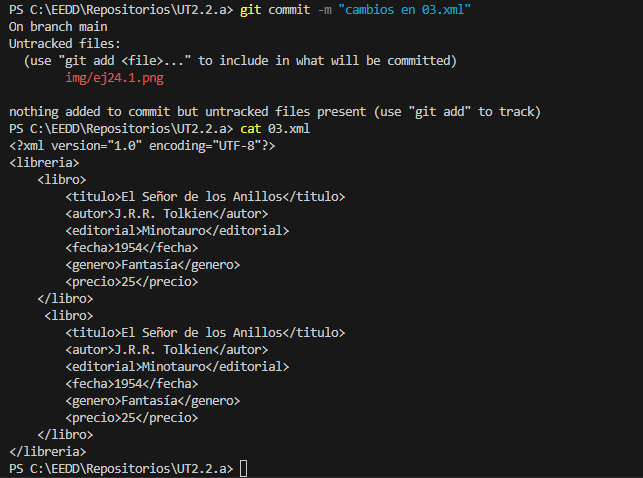 PS C:\EEDD\Repositorios\UT2.2.a> git commit -m "cambios en 03.xml"
On branch main
Untracked files:
  (use "git add <file>..." to include in what will be committed)
        img/ej24.1.png

nothing added to commit but untracked files present (use "git add" to track)
PS C:\EEDD\Repositorios\UT2.2.a> cat 03.xml
<?xml version="1.0" encoding="UTF-8"?>
<libreria>
    <libro>
        <titulo>El Señor de los Anillos</titulo>
        <autor>J.R.R. Tolkien</autor>
        <editorial>Minotauro</editorial>
        <fecha>1954</fecha>
        <genero>Fantasía</genero>
        <precio>25</precio>
    </libro>
     <libro>
        <titulo>El Señor de los Anillos</titulo>
        <autor>J.R.R. Tolkien</autor>
        <editorial>Minotauro</editorial>
        <fecha>1954</fecha>
        <genero>Fantasía</genero>
        <precio>25</precio>
    </libro>
</libreria>
PS C:\EEDD\Repositorios\UT2.2.a>